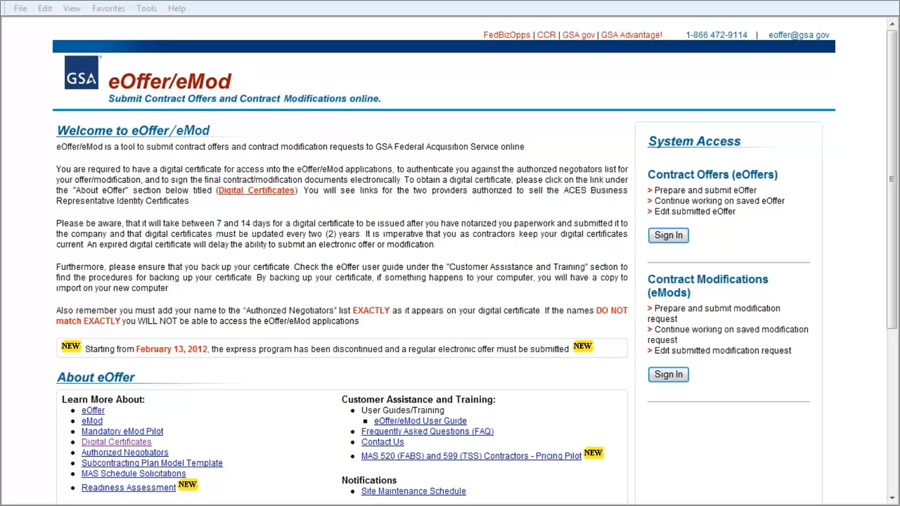 File Edit View Favorites Tools Help
FedBizOpps | CCR | GSA.gov | GSA Advantage! 1-866 472-9114 | eoffer@gsa.gov
GSA
eOffer/eMod
Submit Contract Offers and Contract Modifications online.
Welcome to eOffer/eMod
eOffer/eMod is a tool to submit contract offers and contract modification requests to GSA Federal Acquisition Service online
You are required to have a digital certificate for access into the eOffer/eMod applications, to authenticate you against the authorized negotiators list for
your offer/modification, and to sign the final contract/modification documents electronically. To obtain a digital certificate, please click on the link under
the "About eOffer" section below titled (Digital Certificates). You will see links for the two providers authorized to sell the ACES Business
Representative Identity Certificates.
Please be aware, that it will take between 7 and 14 days for a digital certificate to be issued after you have notarized you paperwork and submitted it to
the company and that digital certificates must be updated every two (2) years. It is imperative that you as contractors keep your digital certificates
current. An expired digital certificate will delay the ability to submit an electronic offer or modification.
Furthermore, please ensure that you back up your certificate. Check the eOffer user guide under the "Customer Assistance and Training" section to
find the procedures for backing up your certificate. By backing up your certificate, if something happens to your computer, you will have a copy to
import on your new computer.
Also remember you must add your name to the "Authorized Negotiators" list EXACTLY as it appears on your digital certificate. If the names DO NOT
match EXACTLY you WILL NOT be able to access the eOffer/eMod applications
NEW Starting from February 13, 2012, the express program has been discontinued and a regular electronic offer must be submitted NEW
About eOffer
Learn More About:
eOffer
eMod
Mandatory eMod Pilot
Digital Certificates
Authorized Negotiators
Subcontracting Plan Model Template
MAS Schedule Solicitations
Readiness Assessment NEW
Customer Assistance and Training:
User Guides/Training
eOffer/eMod User Guide
Frequently Asked Questions (FAQ)
Contact Us
MAS 520 (FABS) and 599 (TSS) Contractors - Pricing Pilot NEW
Notifications
Site Maintenance Schedule
System Access
Contract Offers (eOffers)
> Prepare and submit eOffer
> Continue working on saved eOffer
> Edit submitted eOffer
Sign In
Contract Modifications
(eMods)
> Prepare and submit modification
request
> Continue working on saved modification
request
> Edit submitted modification request
Sign In